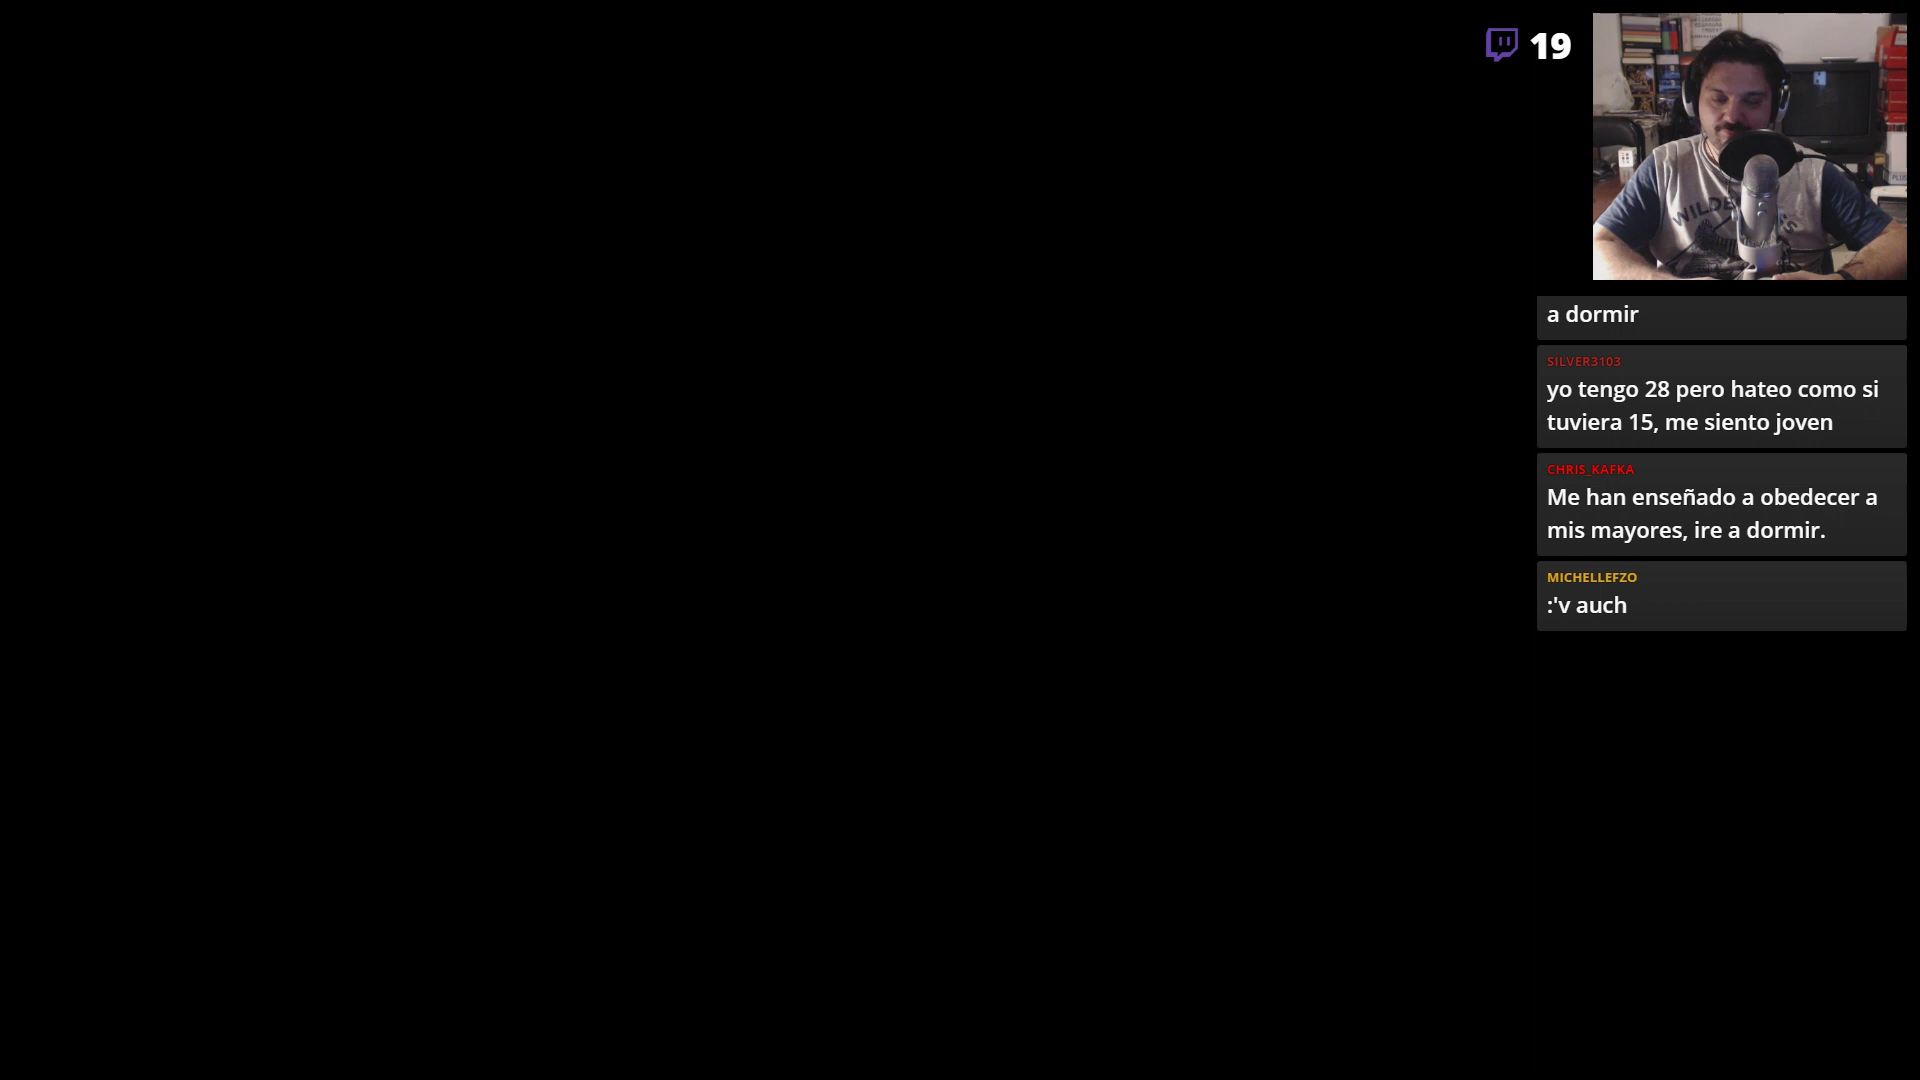 19
WILDE
a dormir
SILVER3103
yo tengo 28 pero hateo como si
tuviera 15, me siento joven
CHRIS_KAFKA
Me han enseñado a obedecer a
mis mayores, ire a dormir.
MICHELLEFZO
:'v auch